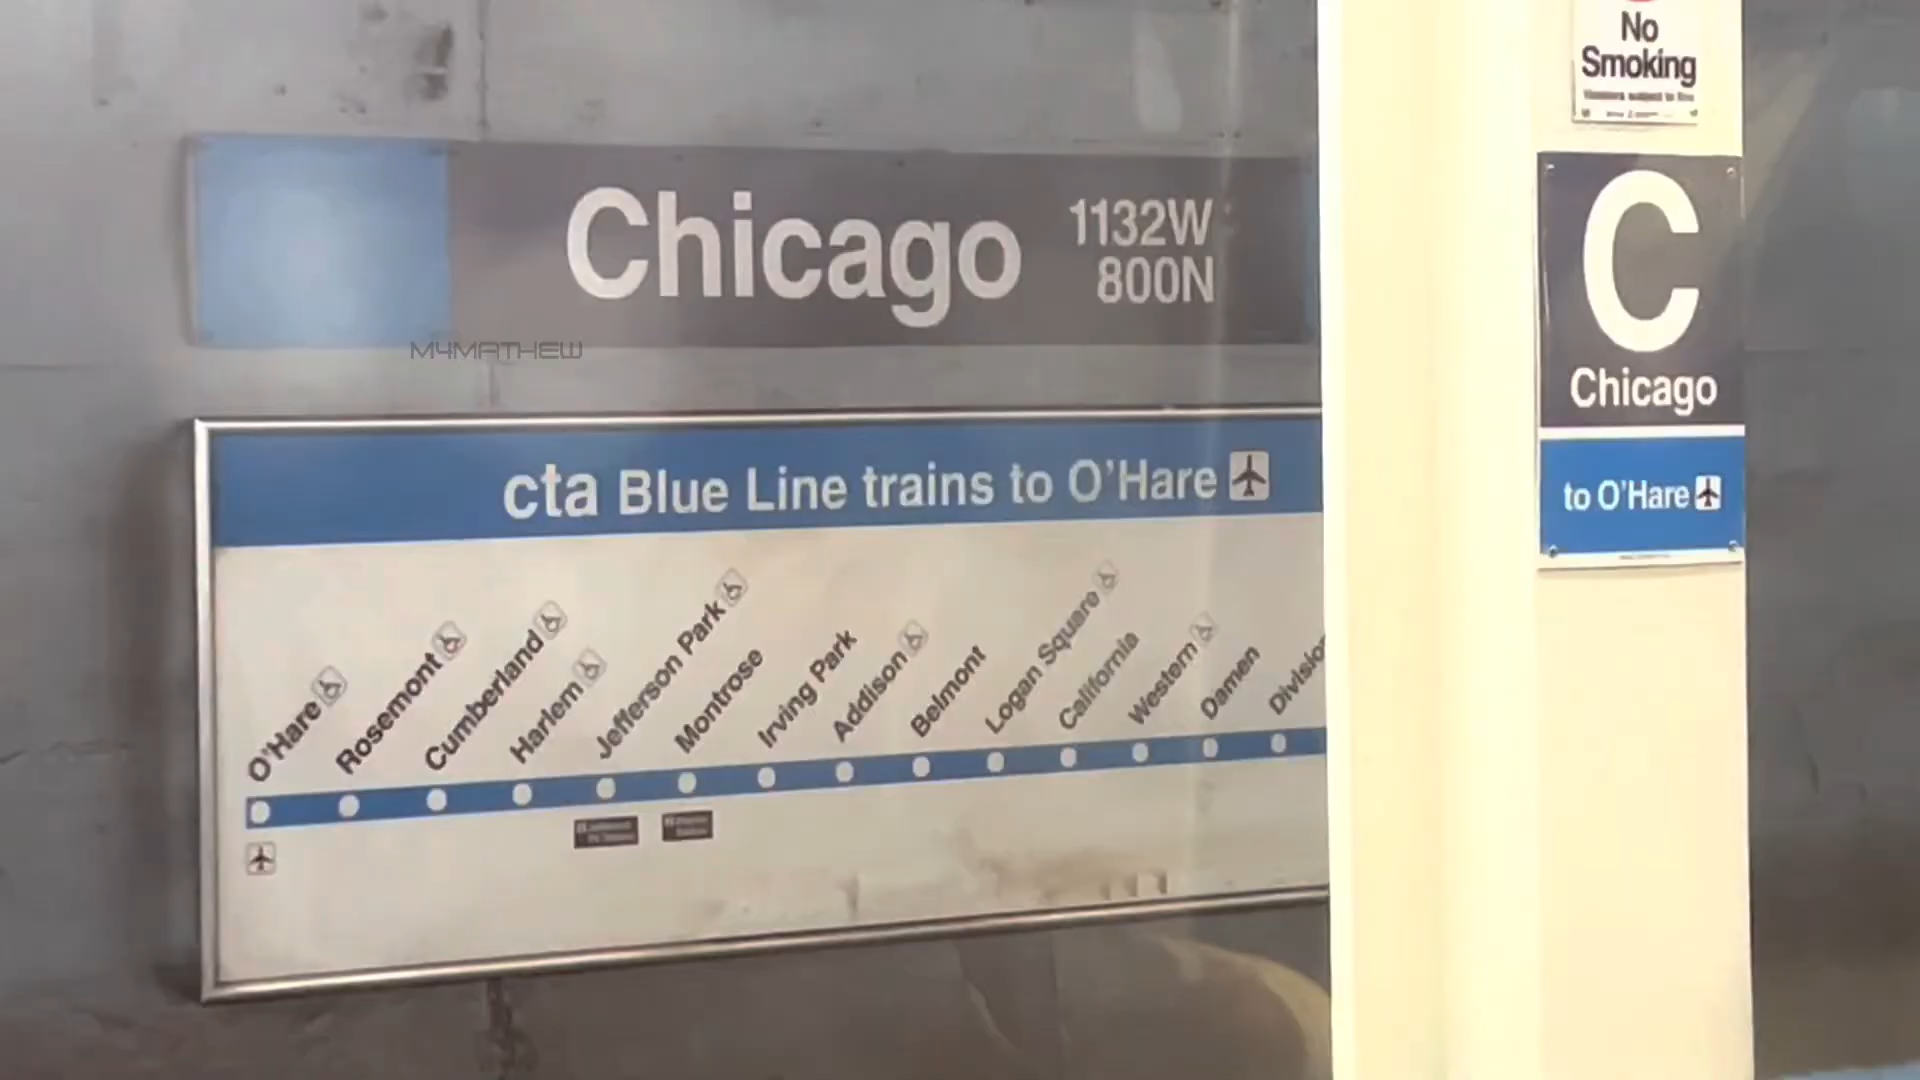 No
Smoking
Chicago
1132W
800N
C
Chicago
to O'Hare
M4MATHEW
cta Blue Line trains to O'Hare
O'Hare
Rosemont
Cumberland
Harlem
Jefferson Park
Montrose
Irving Park
Addison
Belmont
Logan Square
California
Western
Damen
Division